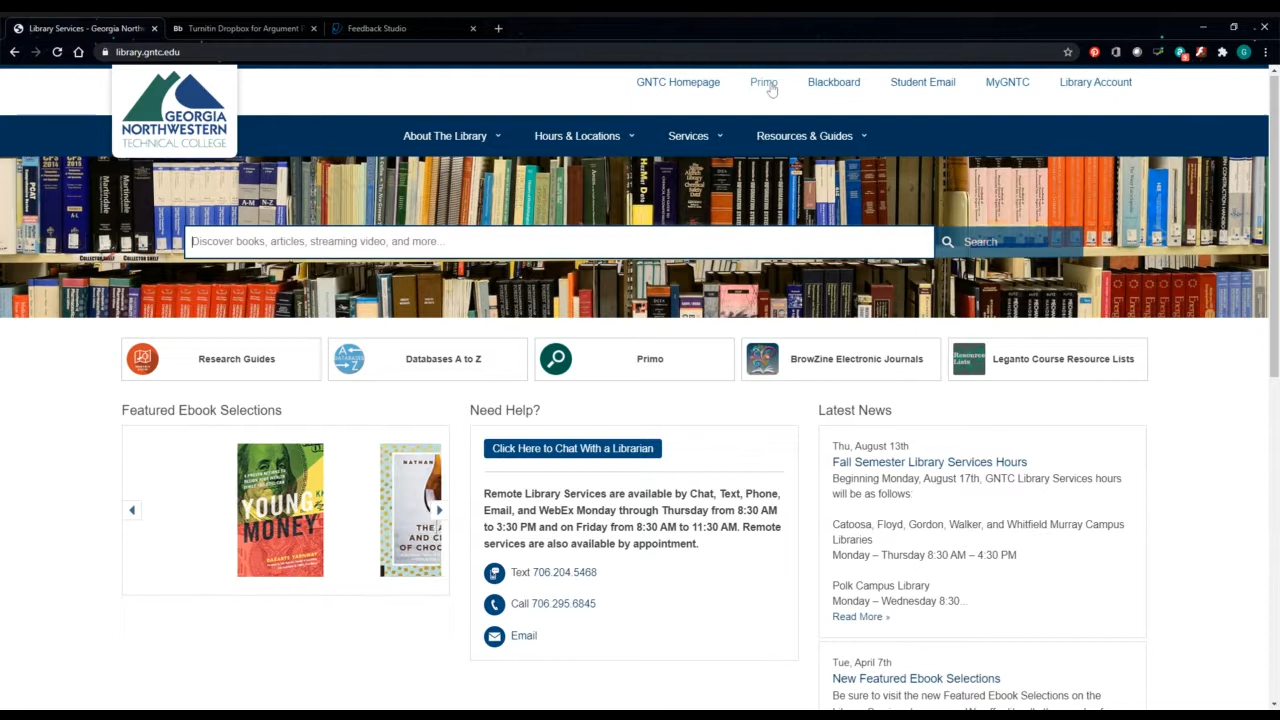 Library Services - Georgia North
Bb Turnitin Dropbox for Argument
Feedback Studio
library.gntc.edu
GNTC Homepage
Primo
Blackboard
Student Email
MyGNTC
Library Account
GEORGIA
NORTHWESTERN
TECHNICAL COLLEGE
About The Library
Hours & Locations
Services
Resources & Guides
Discover books, articles, streaming video, and more...
Search
Research Guides
Databases A to Z
Primo
BrowZine Electronic Journals
Leganto Course Resource Lists
Featured Ebook Selections
YOUNG
MONEY
NATHAN
THE A
AND C
OF CHOC
Need Help?
Click Here to Chat With a Librarian
Remote Library Services are available by Chat, Text, Phone,
Email, and WebEx Monday through Thursday from 8:30 AM
to 3:30 PM and on Friday from 8:30 AM to 11:30 AM. Remote
services are also available by appointment.
Text 706.204.5468
Call 706.295.6845
Email
Latest News
Thu, August 13th
Fall Semester Library Services Hours
Beginning Monday, August 17th, GNTC Library Services hours
will be as follows:
Catoosa, Floyd, Gordon, Walker, and Whitfield Murray Campus
Libraries
Monday – Thursday 8:30 AM – 4:30 PM
Polk Campus Library
Monday – Wednesday 8:30...
Read More »
Tue, April 7th
New Featured Ebook Selections
Be sure to visit the new Featured Ebook Selections on the